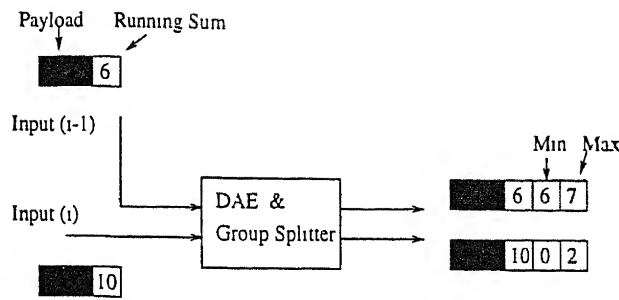 Payload
Running Sum
6
Input (i-1)
Min
Max
DAE &
Group Splitter
6 6 7
Input (i)
10 0 2
10